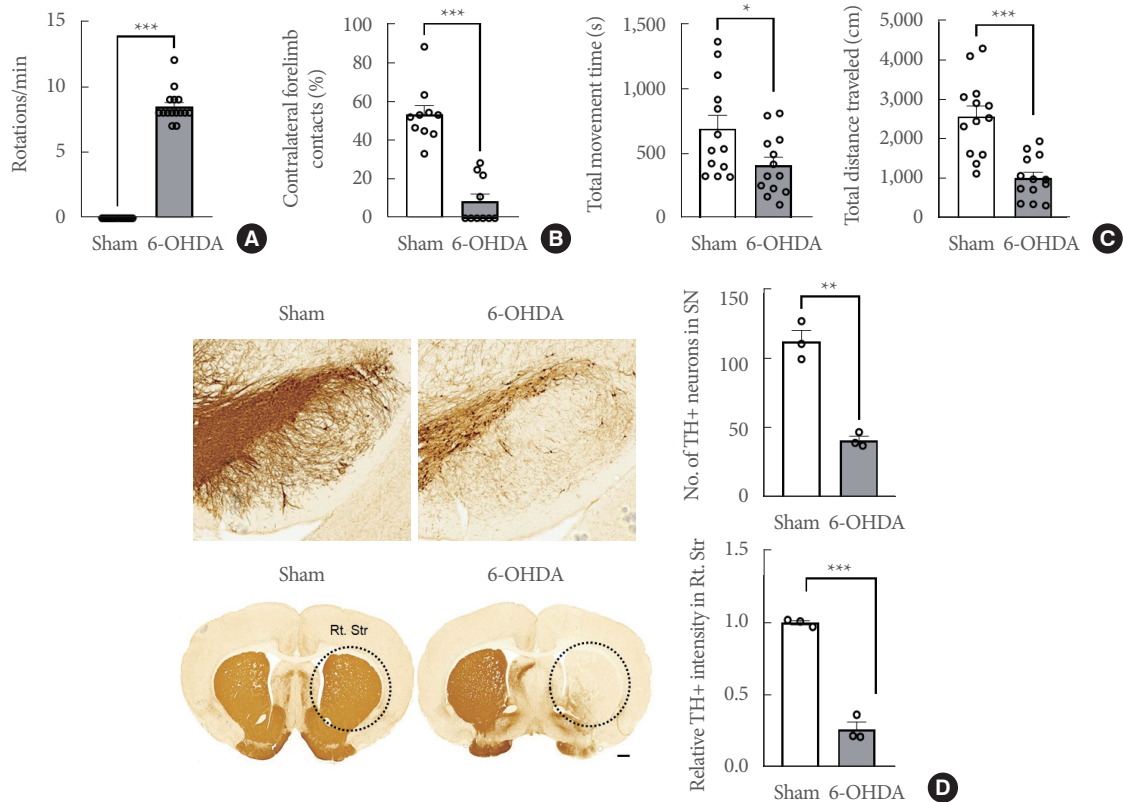 Rotations/min
15
10
5
0
***
Sham 6-OHDA
A
Contralateral forelimb
contacts (%)
100
80
60
40
20
0
***
Sham 6-OHDA
B
Total movement time (s)
1,500
1,000
500
0
*
Sham 6-OHDA
Total distance traveled (cm)
5,000
4,000
3,000
2,000
1,000
0
***
Sham 6-OHDA
C
Sham
6-OHDA
No. of TH+ neurons in SN
150
100
50
0
**
Sham 6-OHDA
Sham
6-OHDA
Rt. Str
Relative TH+ intensity in Rt. Str
1.5
1.0
0.5
0.0
***
Sham 6-OHDA
D